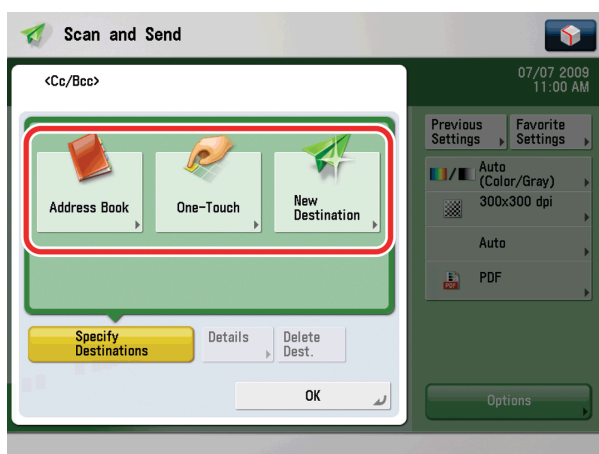 Scan and Send
<Cc/Bcc>
07/07 2009
11:00 AM
Previous
Settings
Favorite
Settings
Address Book
One-Touch
New
Destination
Auto
(Color/Gray)
300x300 dpi
Auto
PDF
PDF
Specify
Destinations
Details
Delete
Dest.
OK
Options